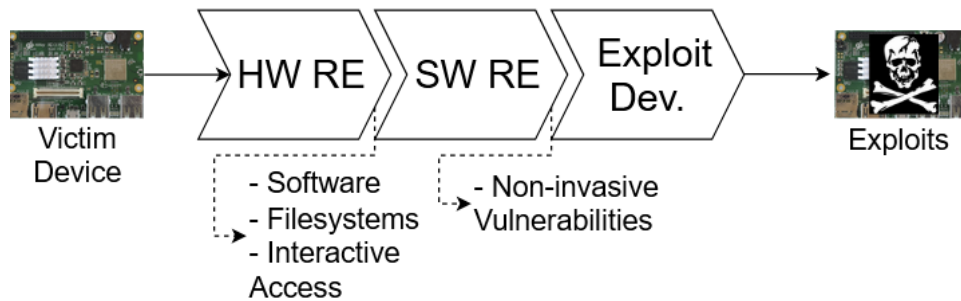 HW RE
SW RE
Exploit
Dev.
Victim
Device
Exploits
- Software
- Filesystems
- Interactive
Access
- Non-invasive
Vulnerabilities